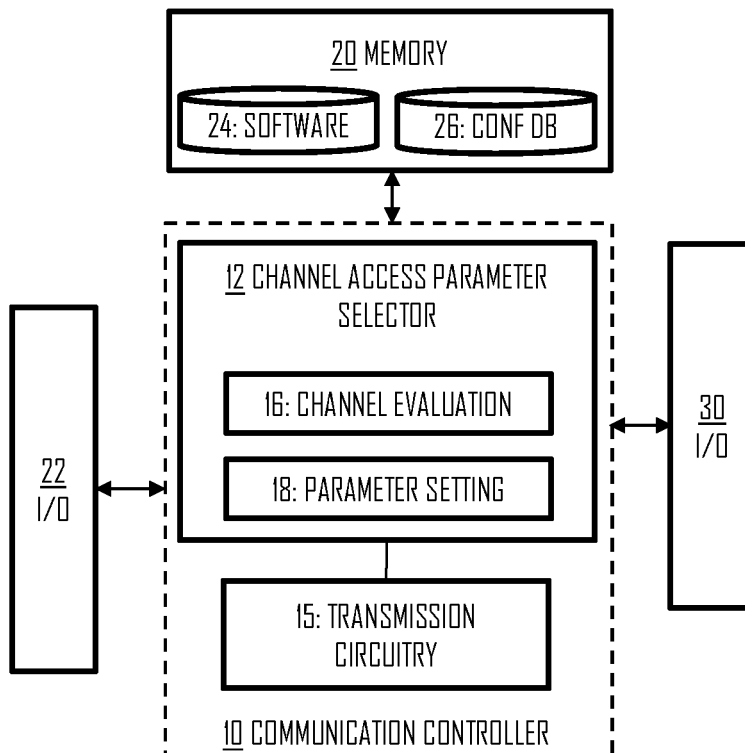 20 MEMORY
24: SOFTWARE
26: CONF DB
12 CHANNEL ACCESS PARAMETER
SELECTOR
16: CHANNEL EVALUATION
18: PARAMETER SETTING
22
I/O
30
I/O
15: TRANSMISSION
CIRCUITRY
10 COMMUNICATION CONTROLLER